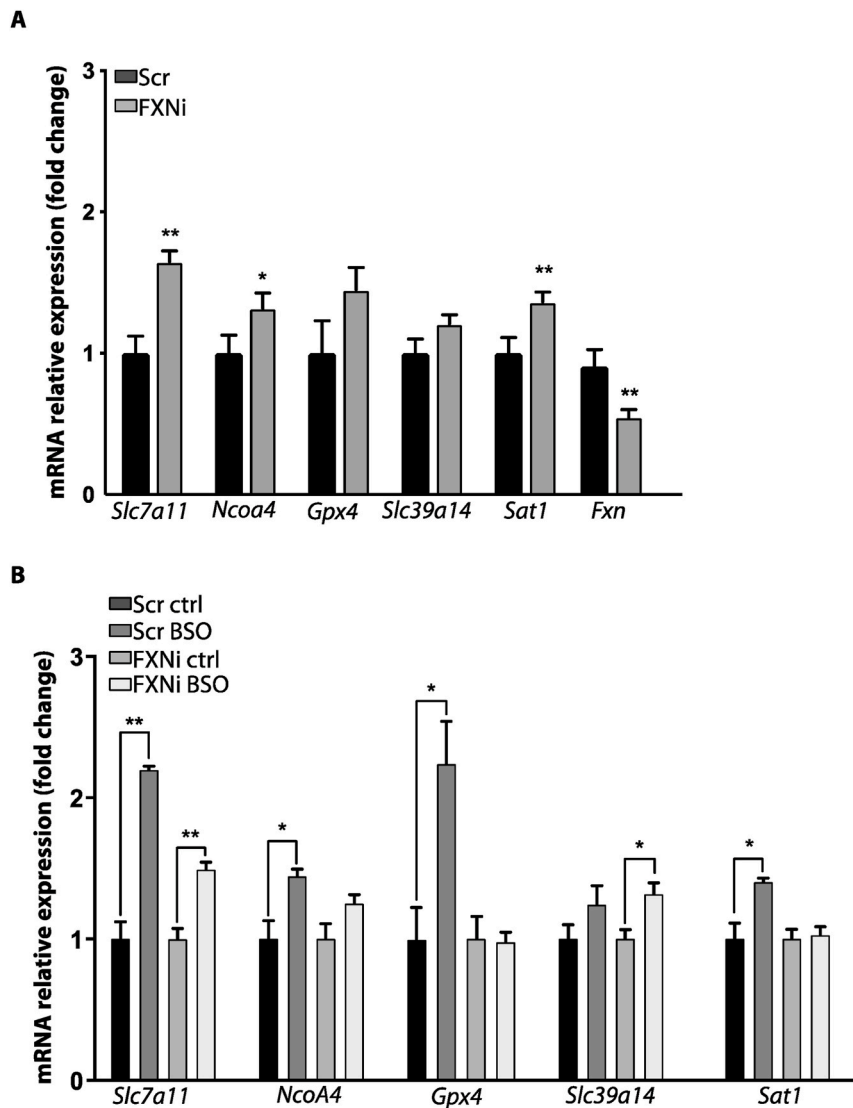 A
mRNA relative expression (fold change)
3
2
1
0
Scr
FXNi
**
*
**
**
Slc7a11 Ncoa4 Gpx4 Slc39a14 Sat1 Fxn
B
mRNA relative expression (fold change)
3
2
1
0
Scr ctrl
Scr BSO
FXNi ctrl
FXNi BSO
**
**
*
*
*
*
Slc7a11 NcoA4 Gpx4 Slc39a14 Sat1